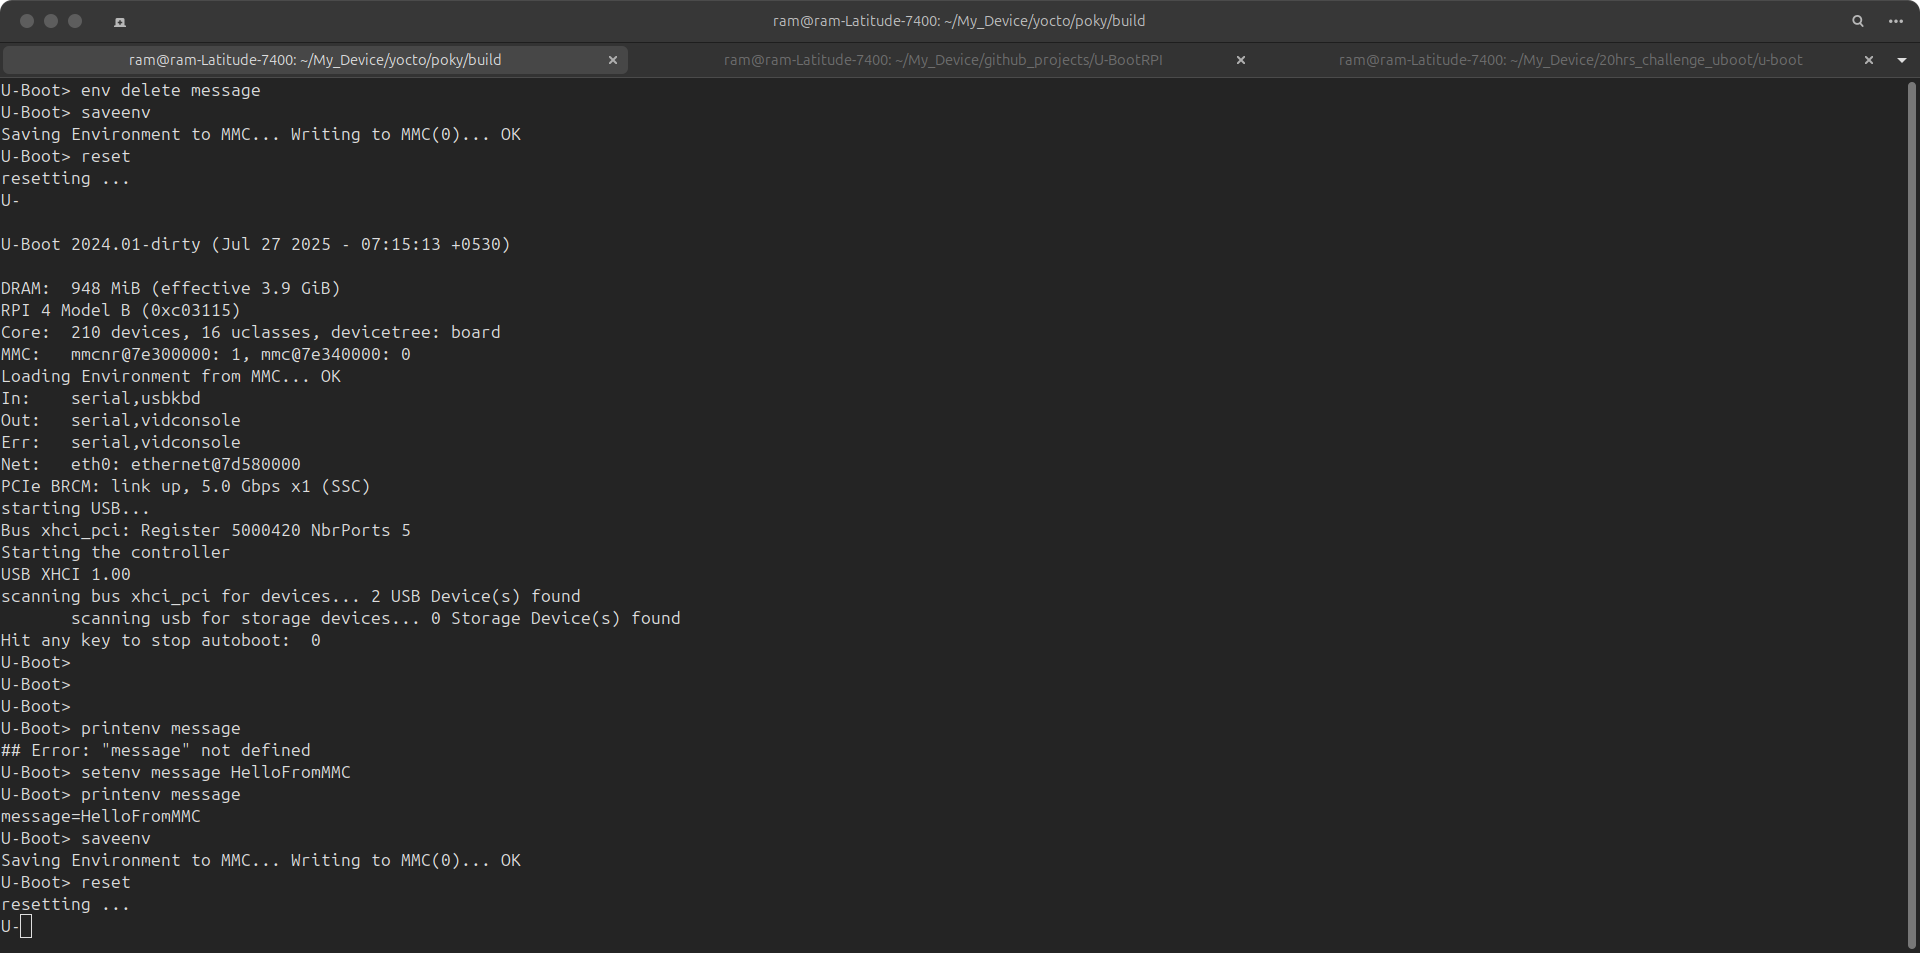 ram@ram-Latitude-7400: ~/My_Device/yocto/poky/build
ram@ram-Latitude-7400: ~/My_Device/yocto/poky/build
ram@ram-Latitude-7400: ~/My_Device/github_projects/U-BootRPI
ram@ram-Latitude-7400: ~/My_Device/20hrs_challenge_uboot/u-boot
U-Boot> env delete message
U-Boot> saveenv
Saving Environment to MMC... Writing to MMC(0)... OK
U-Boot> reset
resetting ...
U-
U-Boot 2024.01-dirty (Jul 27 2025 - 07:15:13 +0530)
DRAM:  948 MiB (effective 3.9 GiB)
RPI 4 Model B (0xc03115)
Core:  210 devices, 16 uclasses, devicetree: board
MMC:   mmcnr@7e300000: 1, mmc@7e340000: 0
Loading Environment from MMC... OK
In:    serial,usbkbd
Out:   serial,vidconsole
Err:   serial,vidconsole
Net:   eth0: ethernet@7d580000
PCIe BRCM: link up, 5.0 Gbps x1 (SSC)
starting USB...
Bus xhci_pci: Register 5000420 NbrPorts 5
Starting the controller
USB XHCI 1.00
scanning bus xhci_pci for devices... 2 USB Device(s) found
       scanning usb for storage devices... 0 Storage Device(s) found
Hit any key to stop autoboot:  0
U-Boot>
U-Boot>
U-Boot>
U-Boot> printenv message
## Error: "message" not defined
U-Boot> setenv message HelloFromMMC
U-Boot> printenv message
message=HelloFromMMC
U-Boot> saveenv
Saving Environment to MMC... Writing to MMC(0)... OK
U-Boot> reset
resetting ...
U-